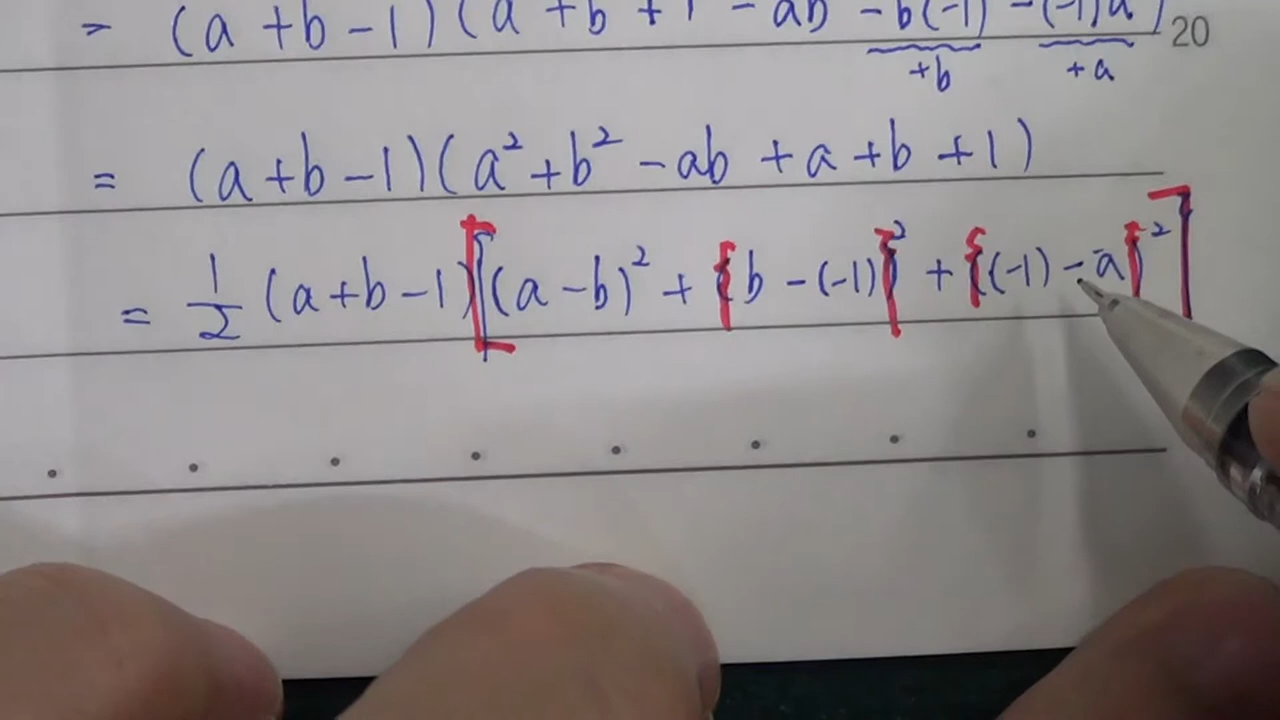 = (a + b - 1)(a + b + 1 - ab - b(-1) - (-1)a) 20
+b +a
= (a + b - 1)(a² + b² - ab + a + b + 1)
= 1/2 (a + b - 1)[(a - b)² + {b - (-1)}² + {(-1) - a}²]